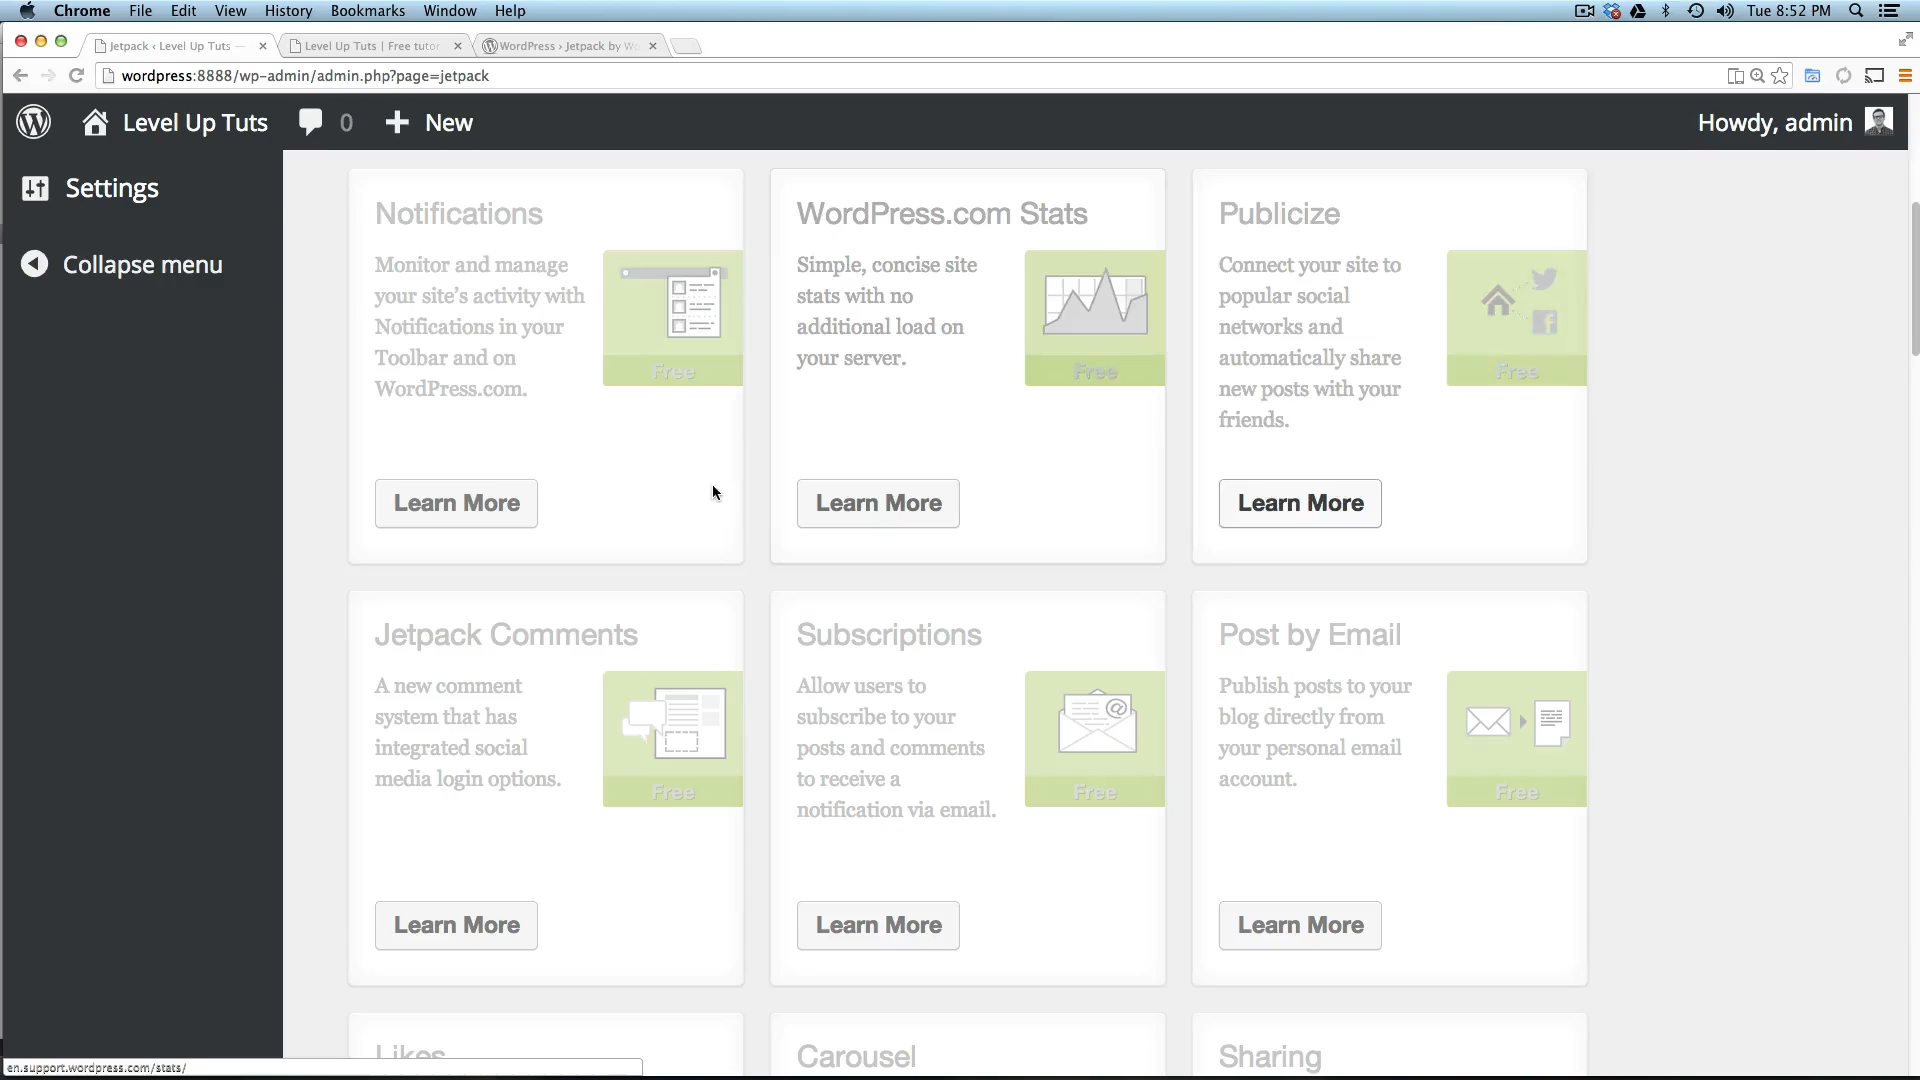 Chrome File Edit View History Bookmarks Window Help Tue 8:52 PM
Jetpack ‹ Level Up Tuts — Level Up Tuts | Free tutor WordPress › Jetpack by Wo
wordpress:8888/wp-admin/admin.php?page=jetpack
Level Up Tuts 0 New Howdy, admin
Settings
Collapse menu
Notifications
Monitor and manage
your site's activity with
Notifications in your
Toolbar and on
WordPress.com.
Free
Learn More
WordPress.com Stats
Simple, concise site
stats with no
additional load on
your server.
Free
Learn More
Publicize
Connect your site to
popular social
networks and
automatically share
new posts with your
friends.
Free
Learn More
Jetpack Comments
A new comment
system that has
integrated social
media login options.
Free
Learn More
Subscriptions
Allow users to
subscribe to your
posts and comments
to receive a
notification via email.
Free
Learn More
Post by Email
Publish posts to your
blog directly from
your personal email
account.
Free
Learn More
Likes
Carousel
Sharing
en.support.wordpress.com/stats/